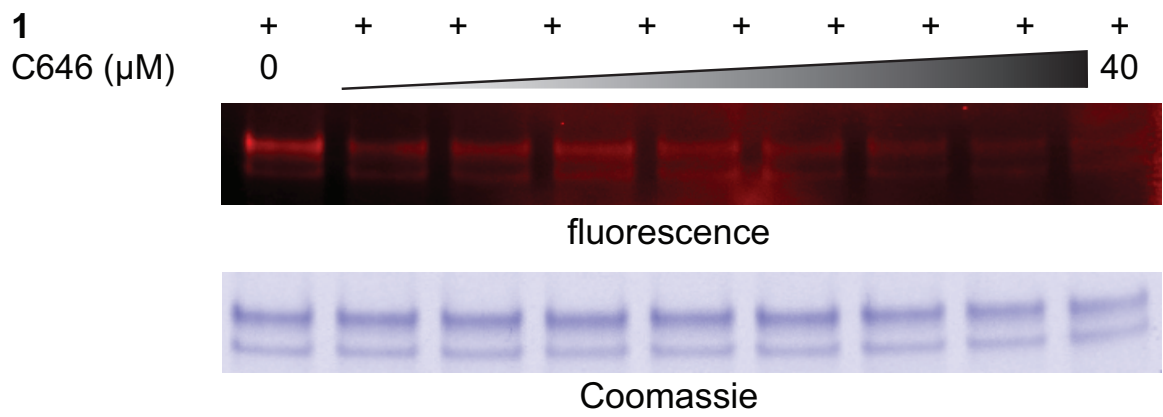 1 + + + + + + + + + +
C646 (µM) 0 40
fluorescence
Coomassie